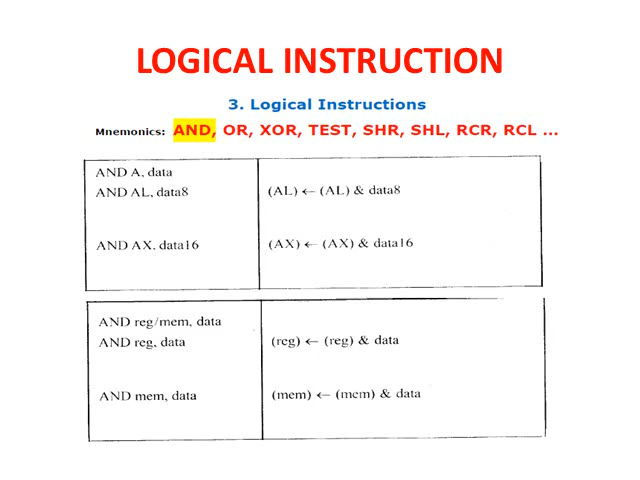 LOGICAL INSTRUCTION
3. Logical Instructions
Mnemonics: AND, OR, XOR, TEST, SHR, SHL, RCR, RCL ...
AND A, data
AND AL, data8 (AL) ← (AL) & data8
AND AX. data16 (AX) ← (AX) & data16
AND reg/mem, data
AND reg, data (reg) ← (reg) & data
AND mem, data (mem) ← (mem) & data